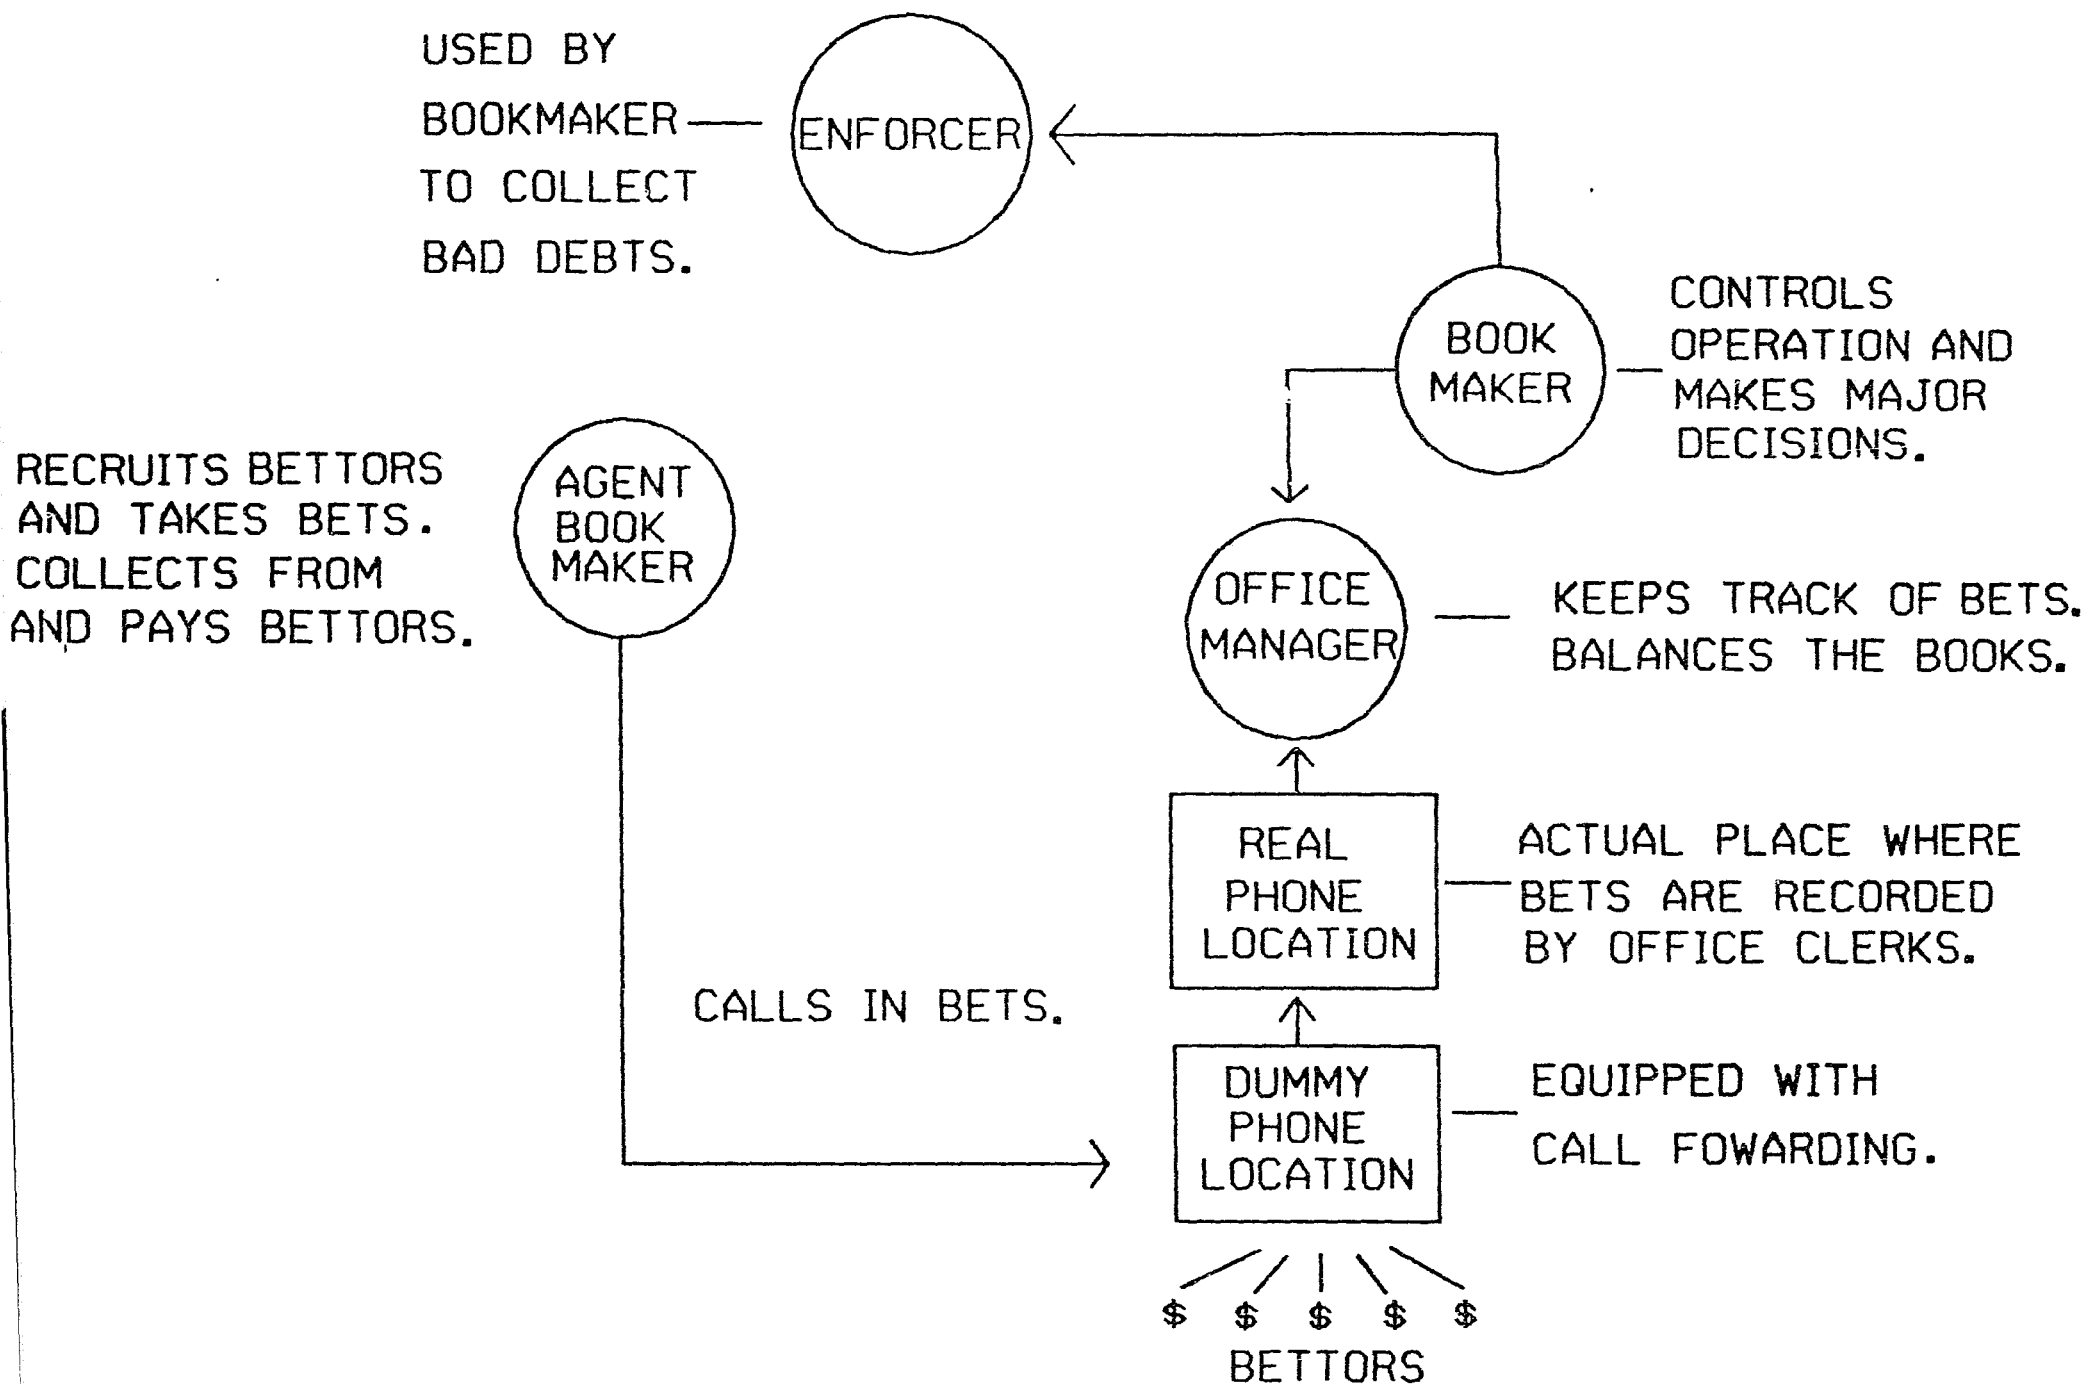 USED BY
BOOKMAKER
TO COLLECT
BAD DEBTS.
ENFORCER
BOOK
MAKER
CONTROLS
OPERATION AND
MAKES MAJOR
DECISIONS.
RECRUITS BETTORS
AND TAKES BETS.
COLLECTS FROM
AND PAYS BETTORS.
AGENT
BOOK
MAKER
OFFICE
MANAGER
KEEPS TRACK OF BETS.
BALANCES THE BOOKS.
REAL
PHONE
LOCATION
ACTUAL PLACE WHERE
BETS ARE RECORDED
BY OFFICE CLERKS.
CALLS IN BETS.
DUMMY
PHONE
LOCATION
EQUIPPED WITH
CALL FOWARDING.
$ $ $ $ $
BETTORS